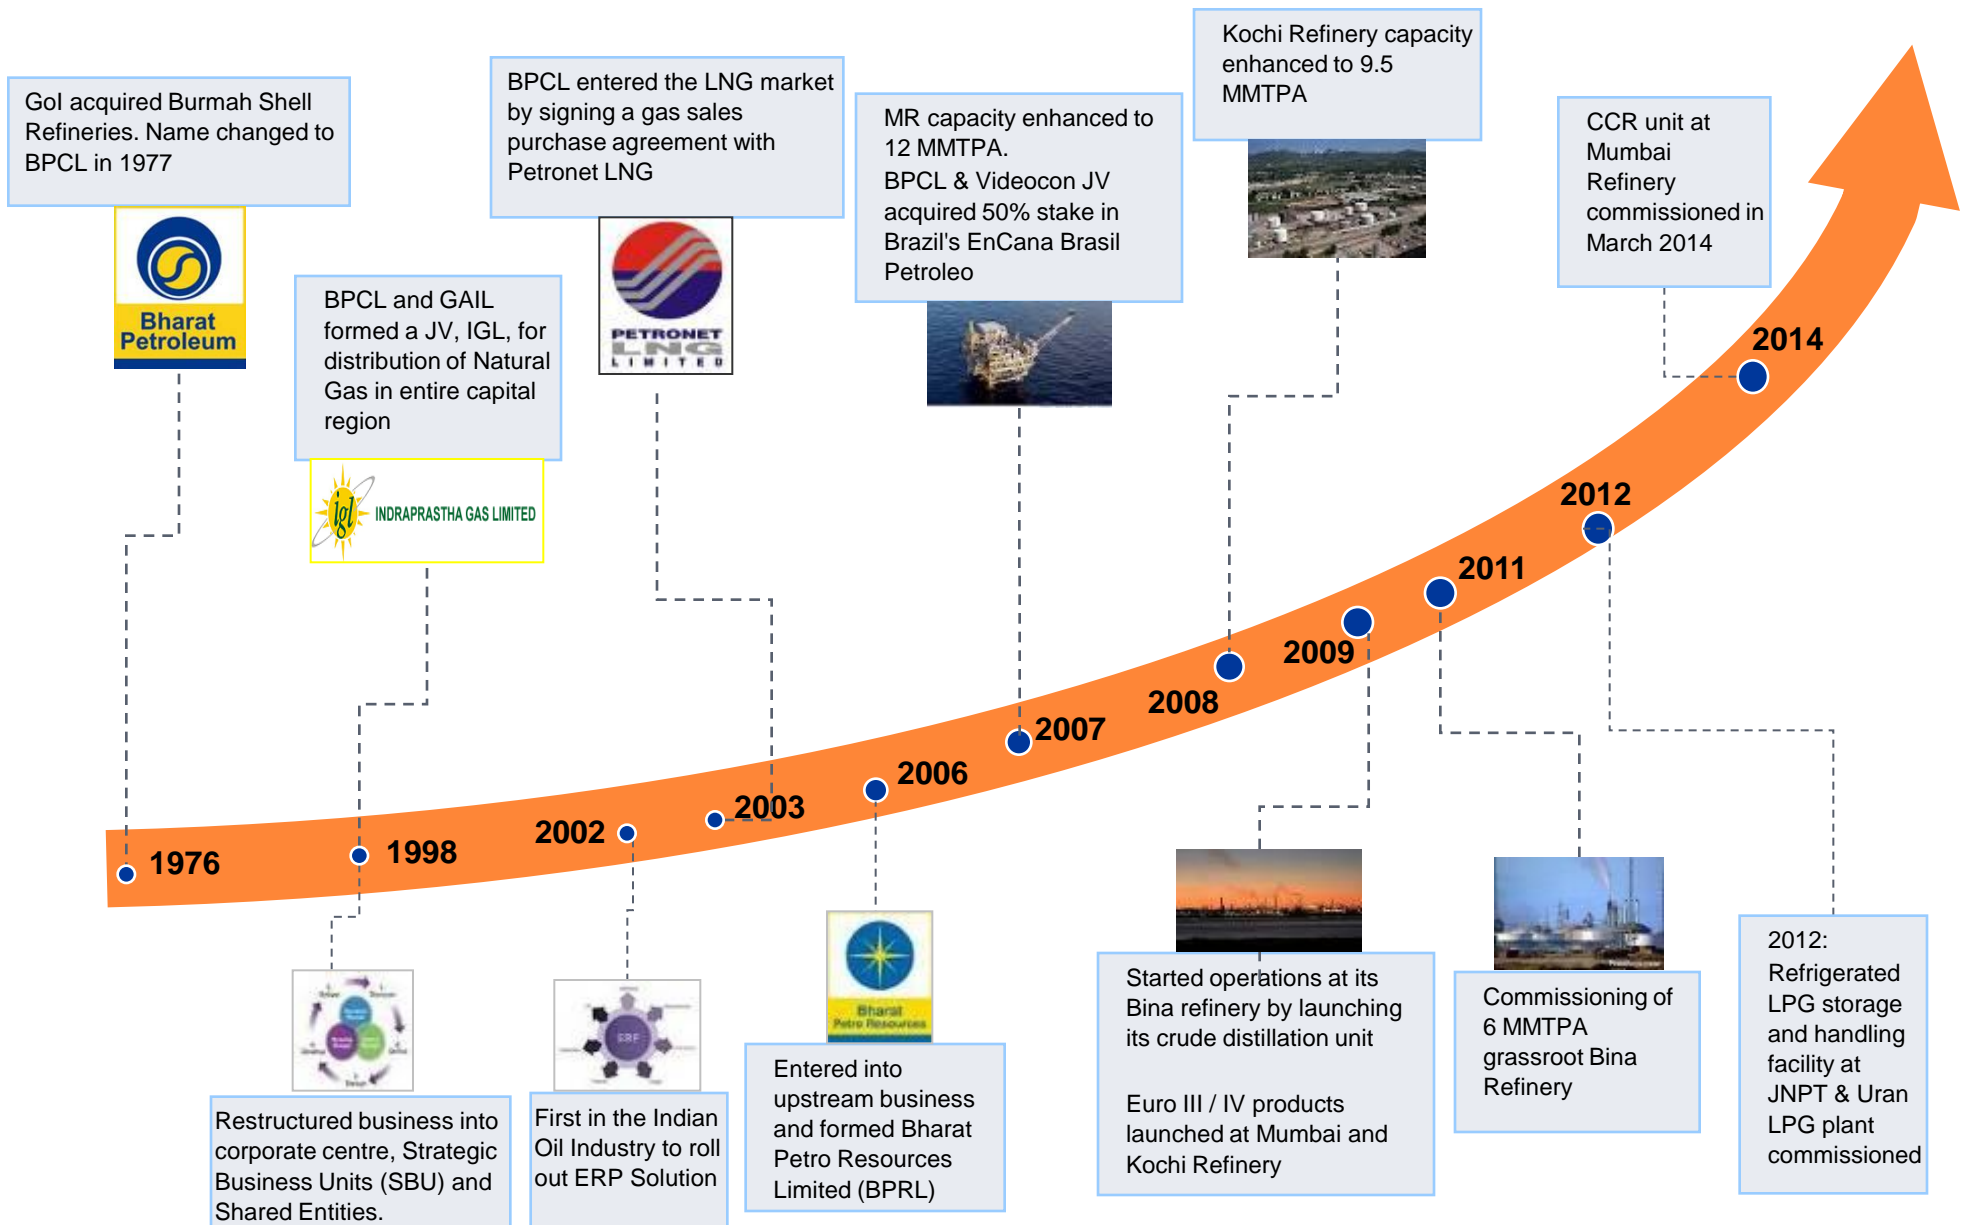 GoI acquired Burmah Shell
Refineries. Name changed to
BPCL in 1977
Bharat
Petroleum
BPCL and GAIL
formed a JV, IGL, for
distribution of Natural
Gas in entire capital
region
igl INDRAPRASTHA GAS LIMITED
BPCL entered the LNG market
by signing a gas sales
purchase agreement with
Petronet LNG
PETRONET
LNG
LIMITED
MR capacity enhanced to
12 MMTPA.
BPCL & Videocon JV
acquired 50% stake in
Brazil's EnCana Brasil
Petroleo
Kochi Refinery capacity
enhanced to 9.5
MMTPA
CCR unit at
Mumbai
Refinery
commissioned in
March 2014
1976
1998
2002
2003
2006
2007
2008
2009
2011
2012
2014
Restructured business into
corporate centre, Strategic
Business Units (SBU) and
Shared Entities.
ERP
First in the Indian
Oil Industry to roll
out ERP Solution
Bharat
Petro Resources
Entered into
upstream business
and formed Bharat
Petro Resources
Limited (BPRL)
Started operations at its
Bina refinery by launching
its crude distillation unit
Euro III / IV products
launched at Mumbai and
Kochi Refinery
Commissioning of
6 MMTPA
grassroot Bina
Refinery
2012:
Refrigerated
LPG storage
and handling
facility at
JNPT & Uran
LPG plant
commissioned